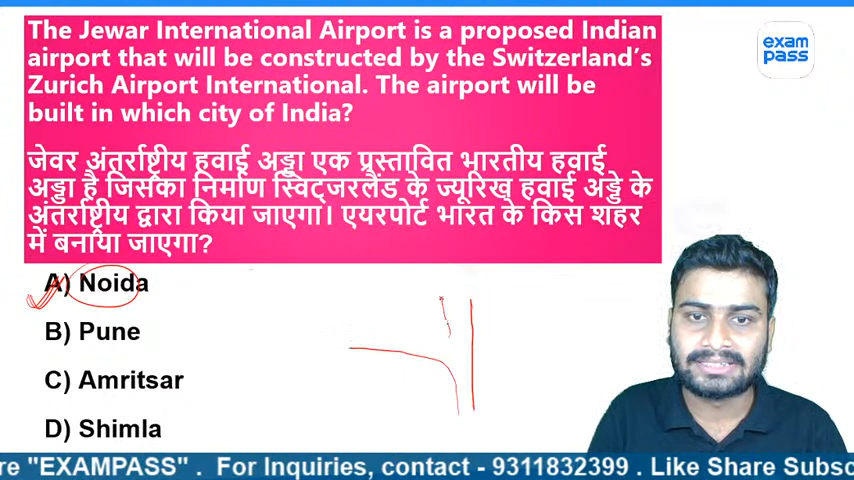 The Jewar International Airport is a proposed Indian
airport that will be constructed by the Switzerland’s
Zurich Airport International. The airport will be
built in which city of India?
जेवर अंतर्राष्ट्रीय हवाई अड्डा एक प्रस्तावित भारतीय हवाई
अड्डा है जिसका निर्माण स्विट्जरलैंड के ज्यूरिख हवाई अड्डे के
अंतर्राष्ट्रीय द्वारा किया जाएगा। एयरपोर्ट भारत के किस शहर
में बनाया जाएगा?
exam
pass
A) Noida
B) Pune
C) Amritsar
D) Shimla
re "EXAMPASS" . For Inquiries, contact - 9311832399 . Like Share Subsc